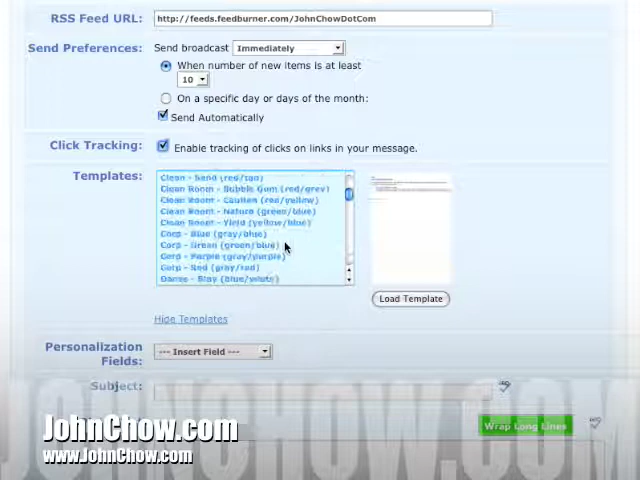 RSS Feed URL: http://feeds.feedburner.com/JohnChowDotCom
Send Preferences: Send broadcast Immediately
When number of new items is at least
10
On a specific day or days of the month:
Send Automatically
Click Tracking: Enable tracking of clicks on links in your message.
Templates:
Clean - Sand (red/tan)
Clean Room - Bubble Gum (red/grey)
Clean Room - Caution (red/yellow)
Clean Room - Nature (green/blue)
Clean Room - Yield (yellow/blue)
Corp - Blue (gray/blue)
Corp - Green (green/blue)
Corp - Purple (gray/purple)
Corp - Red (gray/red)
(blue/white)
Load Template
Hide Templates
Personalization Fields: --- Insert Field ---
Subject:
Wrap Long Lines
JOHNCHOW.COM
JohnChow.com
www.JohnChow.com